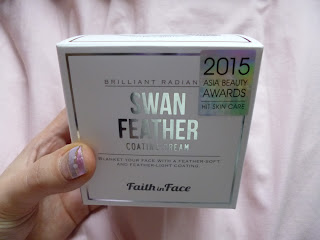 BRILLIANT RADIAN
2015
ASIA BEAUTY
AWARDS
HIT SKIN CARE
SWAN
FEATHER
COATING CREAM
BLANKET YOUR FACE WITH A FEATHER-SOFT
AND FEATHER-LIGHT COATING
Faith in Face